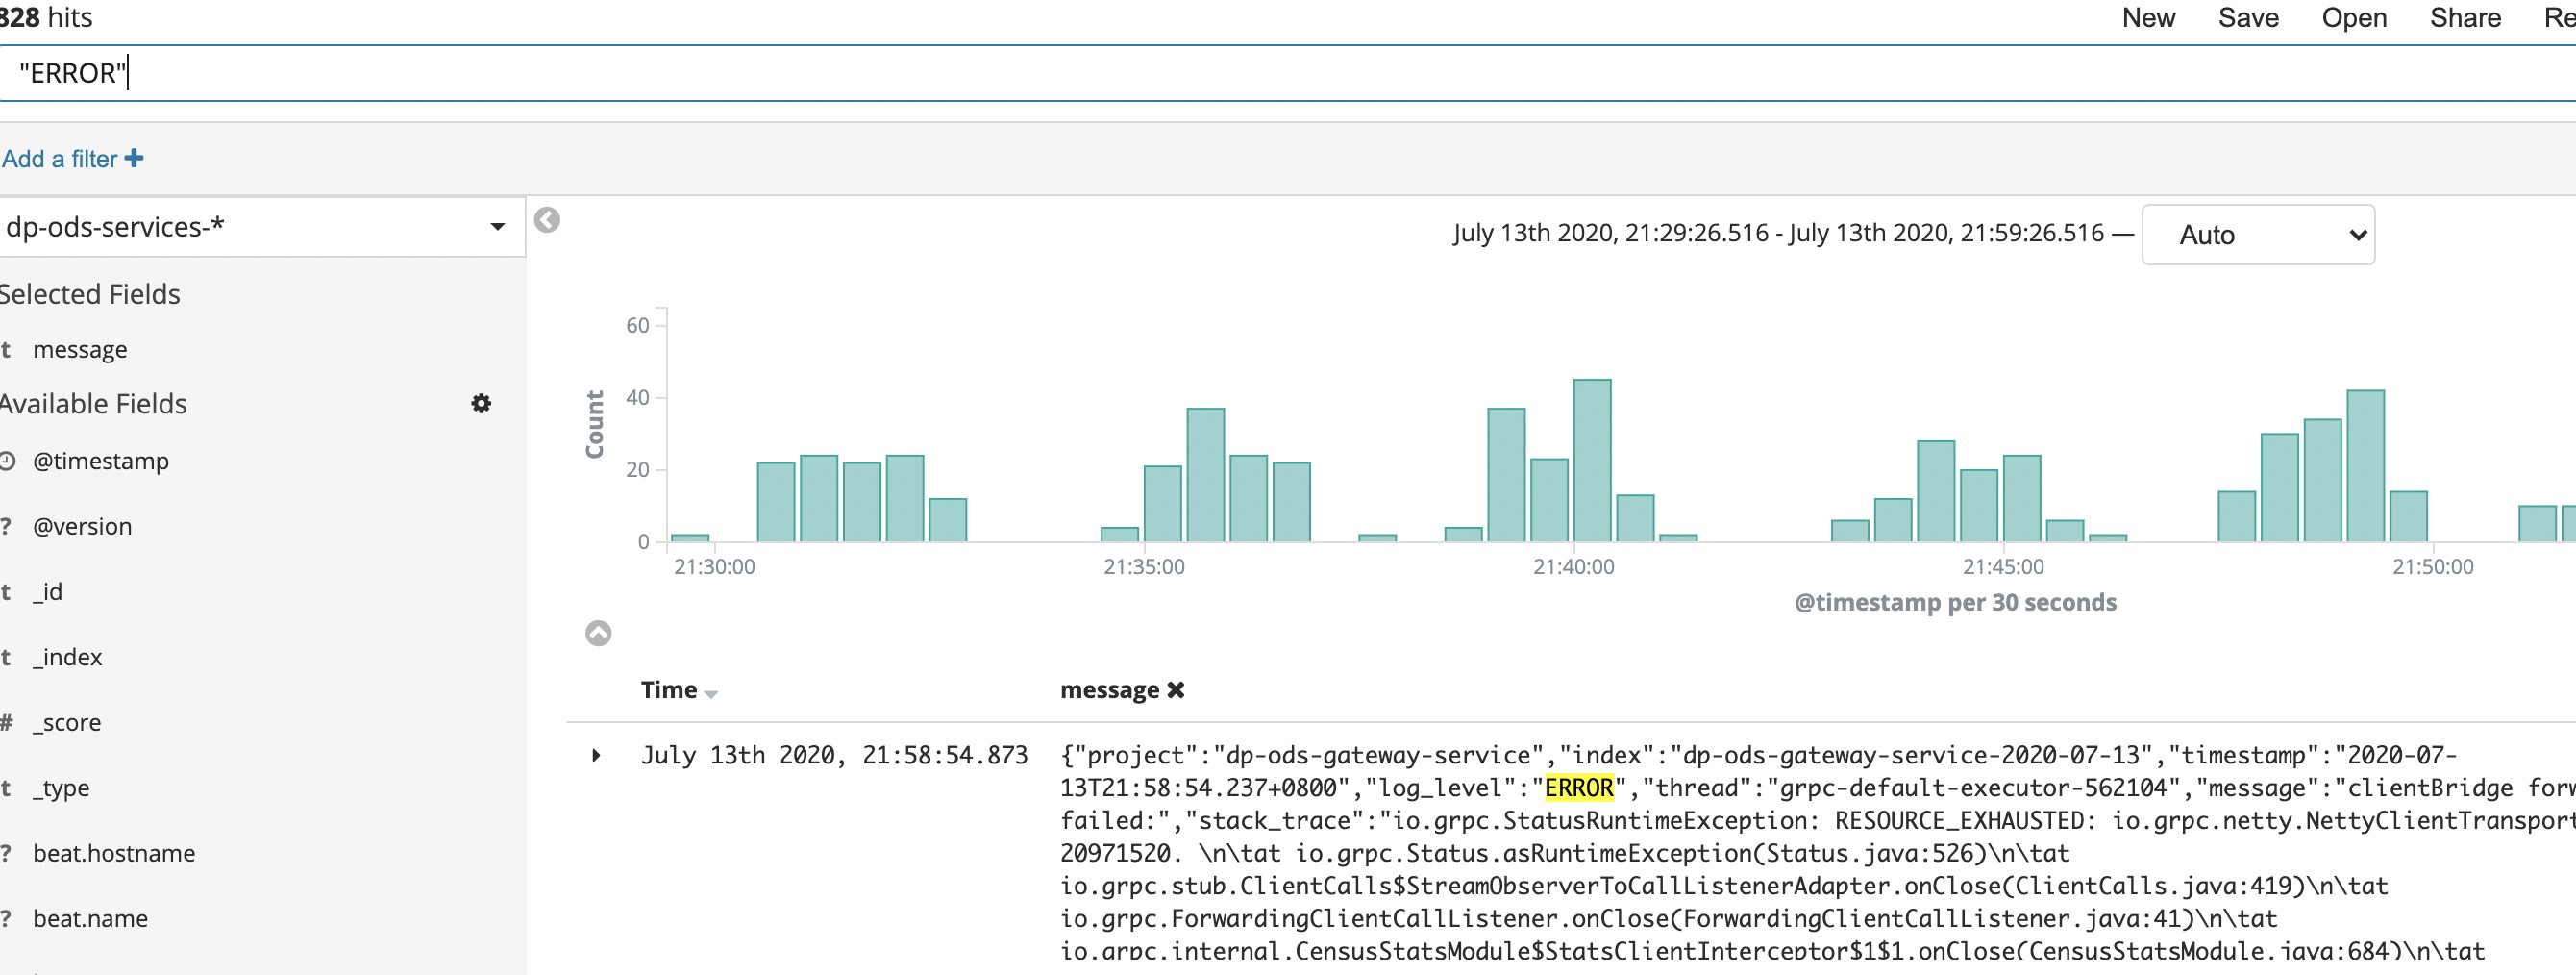 828 hits
New Save Open Share
"ERROR"
Add a filter
dp-ods-services-*
July 13th 2020, 21:29:26.516 - July 13th 2020, 21:59:26.516 — Auto
Selected Fields
t message
Available Fields
@timestamp
? @version
t _id
t _index
# _score
t _type
? beat.hostname
? beat.name
Count
60
40
20
0
21:30:00 21:35:00 21:40:00 21:45:00 21:50:00
@timestamp per 30 seconds
Time message
July 13th 2020, 21:58:54.873 {"project":"dp-ods-gateway-service","index":"dp-ods-gateway-service-2020-07-13","timestamp":"2020-07-
13T21:58:54.237+0800","log_level":"ERROR","thread":"grpc-default-executor-562104","message":"clientBridge
failed:","stack_trace":"io.grpc.StatusRuntimeException: RESOURCE_EXHAUSTED: io.grpc.netty.NettyClientTransport
20971520. \n\tat io.grpc.Status.asRuntimeException(Status.java:526)\n\tat
io.grpc.stub.ClientCalls$StreamObserverToCallListenerAdapter.onClose(ClientCalls.java:419)\n\tat
io.grpc.ForwardingClientCallListener.onClose(ForwardingClientCallListener.java:41)\n\tat
io.grpc.internal.CensusStatsModule$StatsClientInterceptor$1$1.onClose(CensusStatsModule.java:684)\n\tat